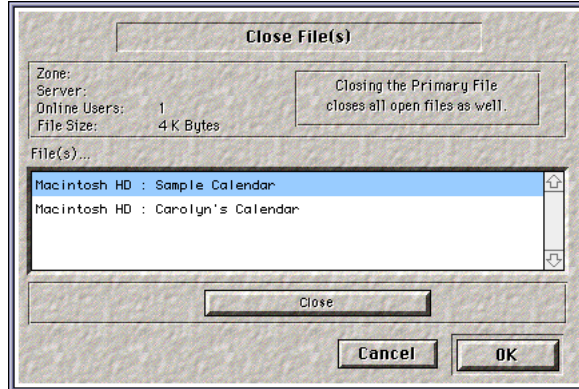 Close File(s)
Zone:
Server:
Online Users: 1
File Size: 4 K Bytes
Closing the Primary File
closes all open files as well.
File(s)...
Macintosh HD : Sample Calendar
Macintosh HD : Carolyn's Calendar
Close
Cancel
OK